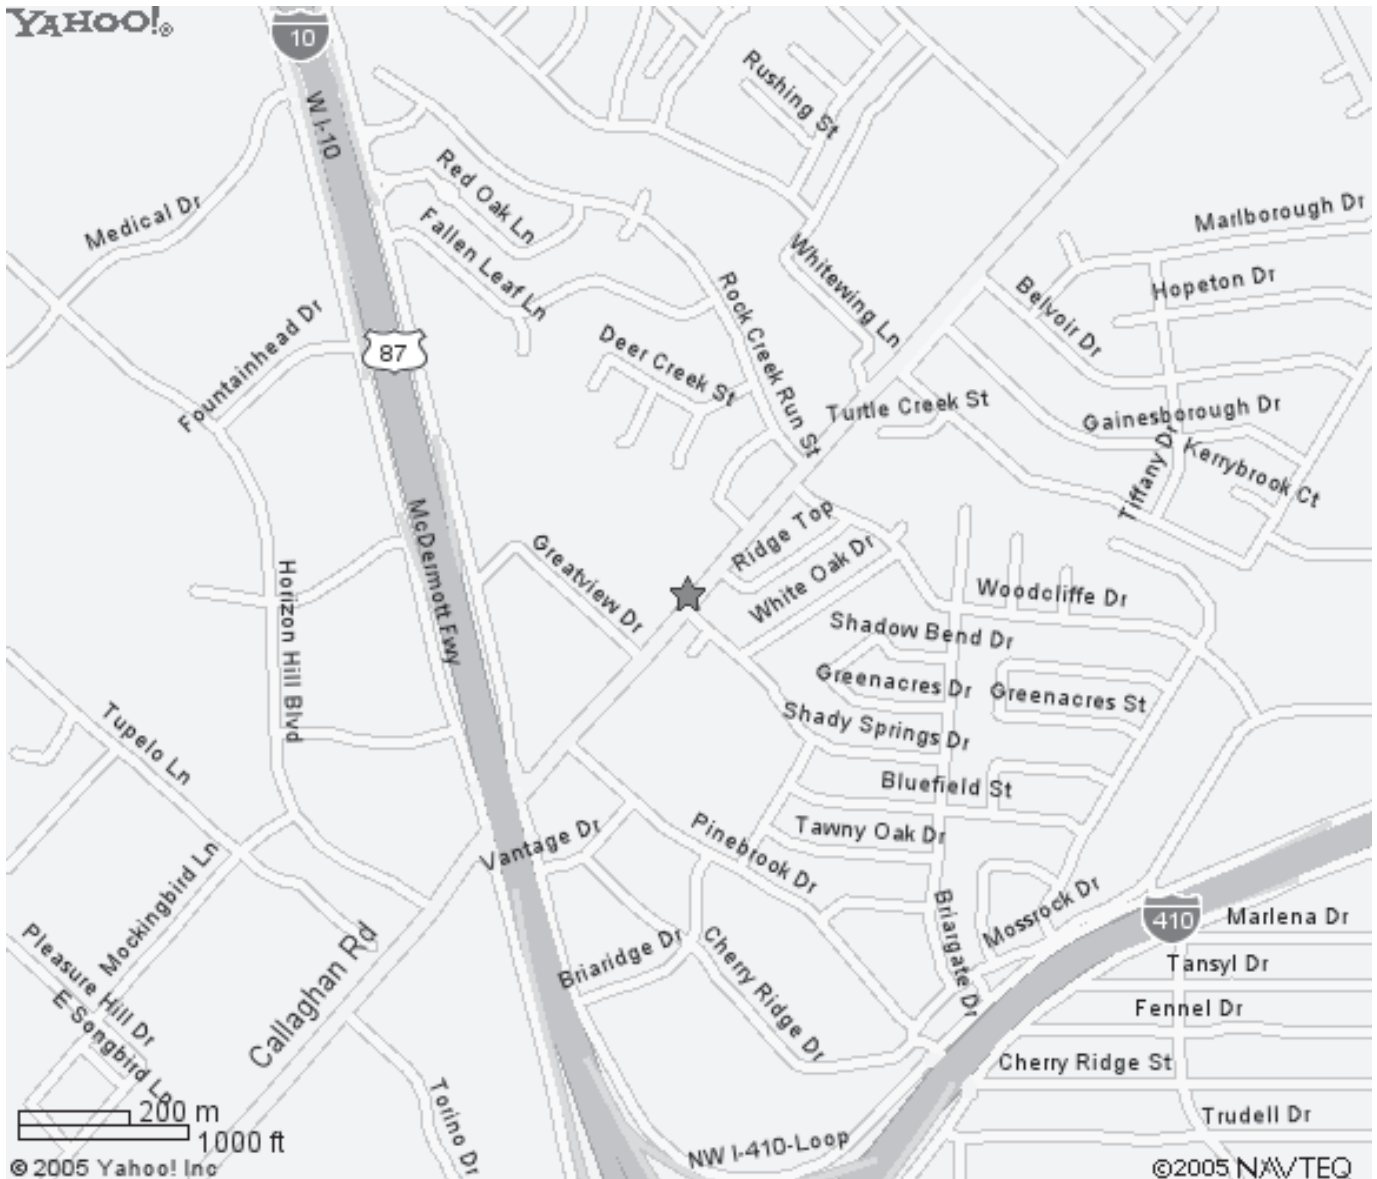 YAHOO!®
10
W I-10
Rushing St
Red Oak Ln
Medical Dr
Marlborough Dr
Fallen Leaf Ln
Whitewing Ln
Hopeton Dr
Belvoir Dr
Rock Creek Run St
Fountainhead Dr
87
Deer Creek St
Turtle Creek St
Gainesborough Dr
Tiffany Dr
Kerrybrook Ct
McDermott Fwy
Ridge Top
Greatview Dr
White Oak Dr
Horizon Hill Blvd
Woodcliffe Dr
Shadow Bend Dr
Greenacres Dr
Greenacres St
Shady Springs Dr
Tupelo Ln
Bluefield St
Vantage Dr
Pinebrook Dr
Tawny Oak Dr
Mockingbird Ln
Briargate Dr
Mossrock Dr
410
Marlena Dr
Pleasure Hill Dr
Callaghan Rd
Briaridge Dr
Cherry Ridge Dr
Tansyl Dr
E Songbird Ln
Fennel Dr
Cherry Ridge St
Torino Dr
200 m
1000 ft
Trudell Dr
NW I-410-Loop
© 2005 Yahoo! Inc
©2005 NAVTEQ